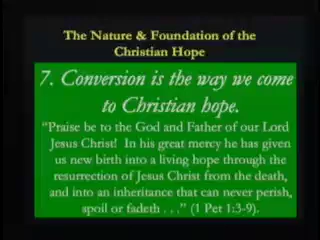 The Nature & Foundation of the
Christian Hope
7. Conversion is the way we come
to Christian hope.
“Praise be to the God and Father of our Lord
Jesus Christ!  In his great mercy he has given
us new birth into a living hope through the
resurrection of Jesus Christ from the death,
and into an inheritance that can never perish,
spoil or fadeth . . .” (1 Pet 1:3-9).